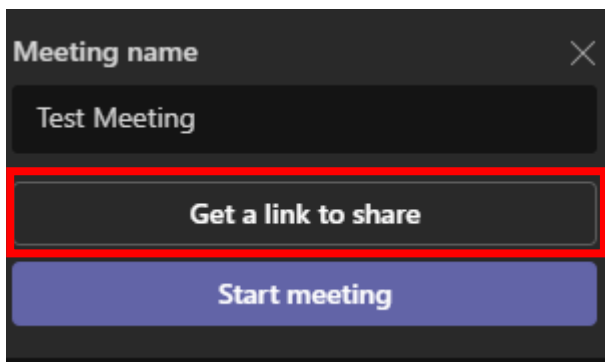 Meeting name
Test Meeting
Get a link to share
Start meeting